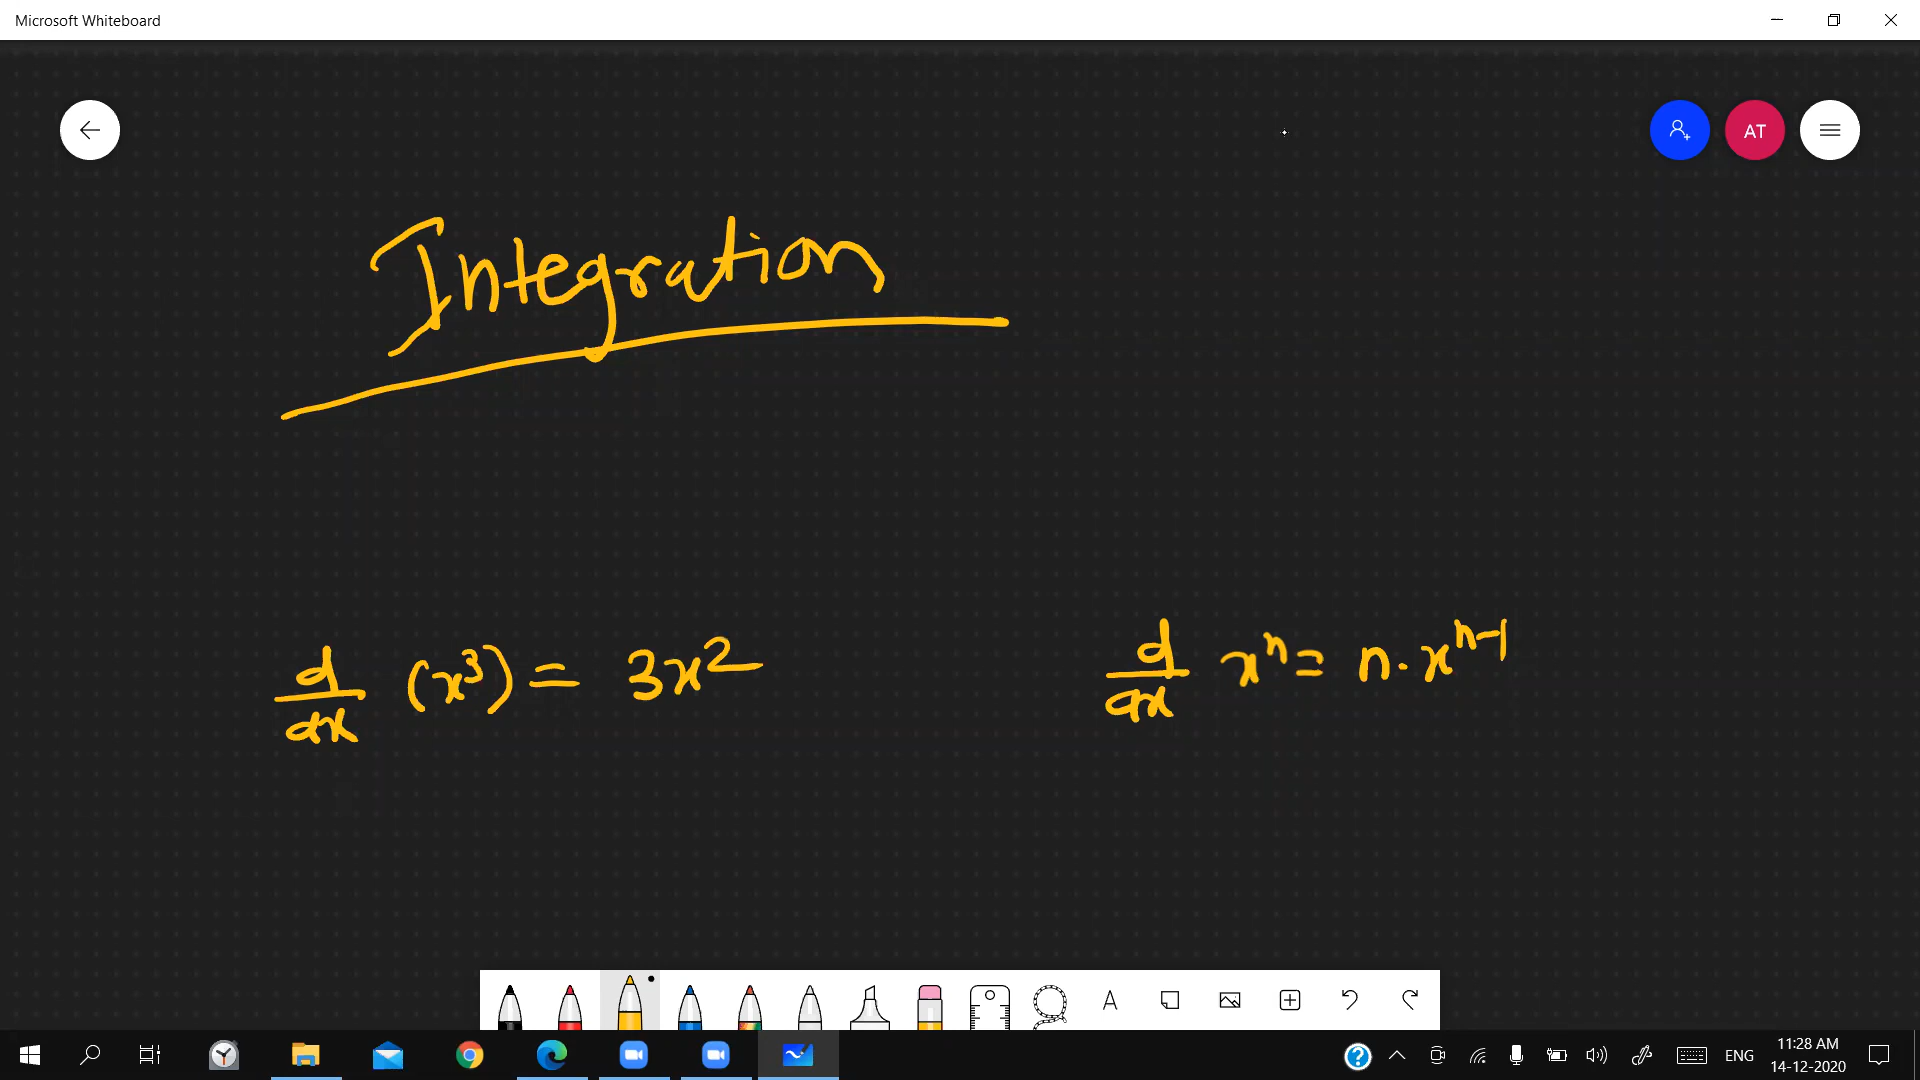 Microsoft Whiteboard
AT
Integration
d/dx (x³) = 3x²
d/dx xⁿ = n · xⁿ⁻¹
A
ENG
11:28 AM
14-12-2020